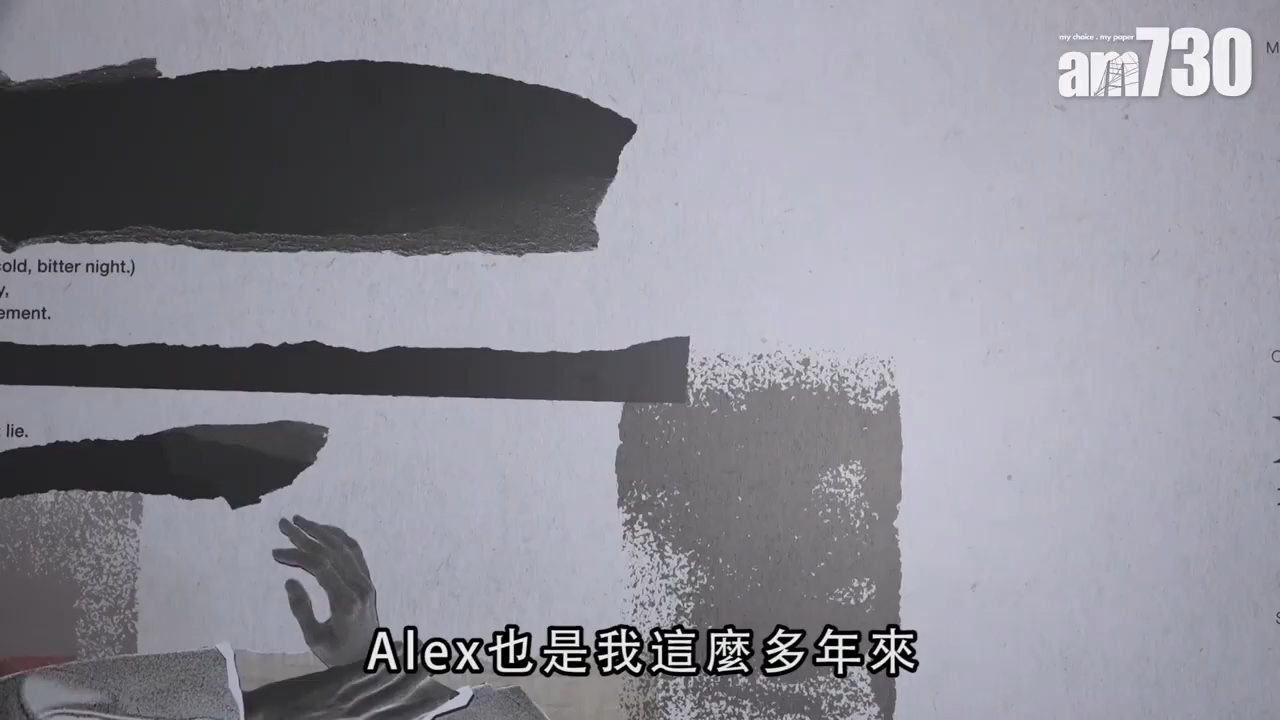 my choice . my paper
am730
cold, bitter night.)
y,
ement.
lie.
Alex也是我這麼多年來